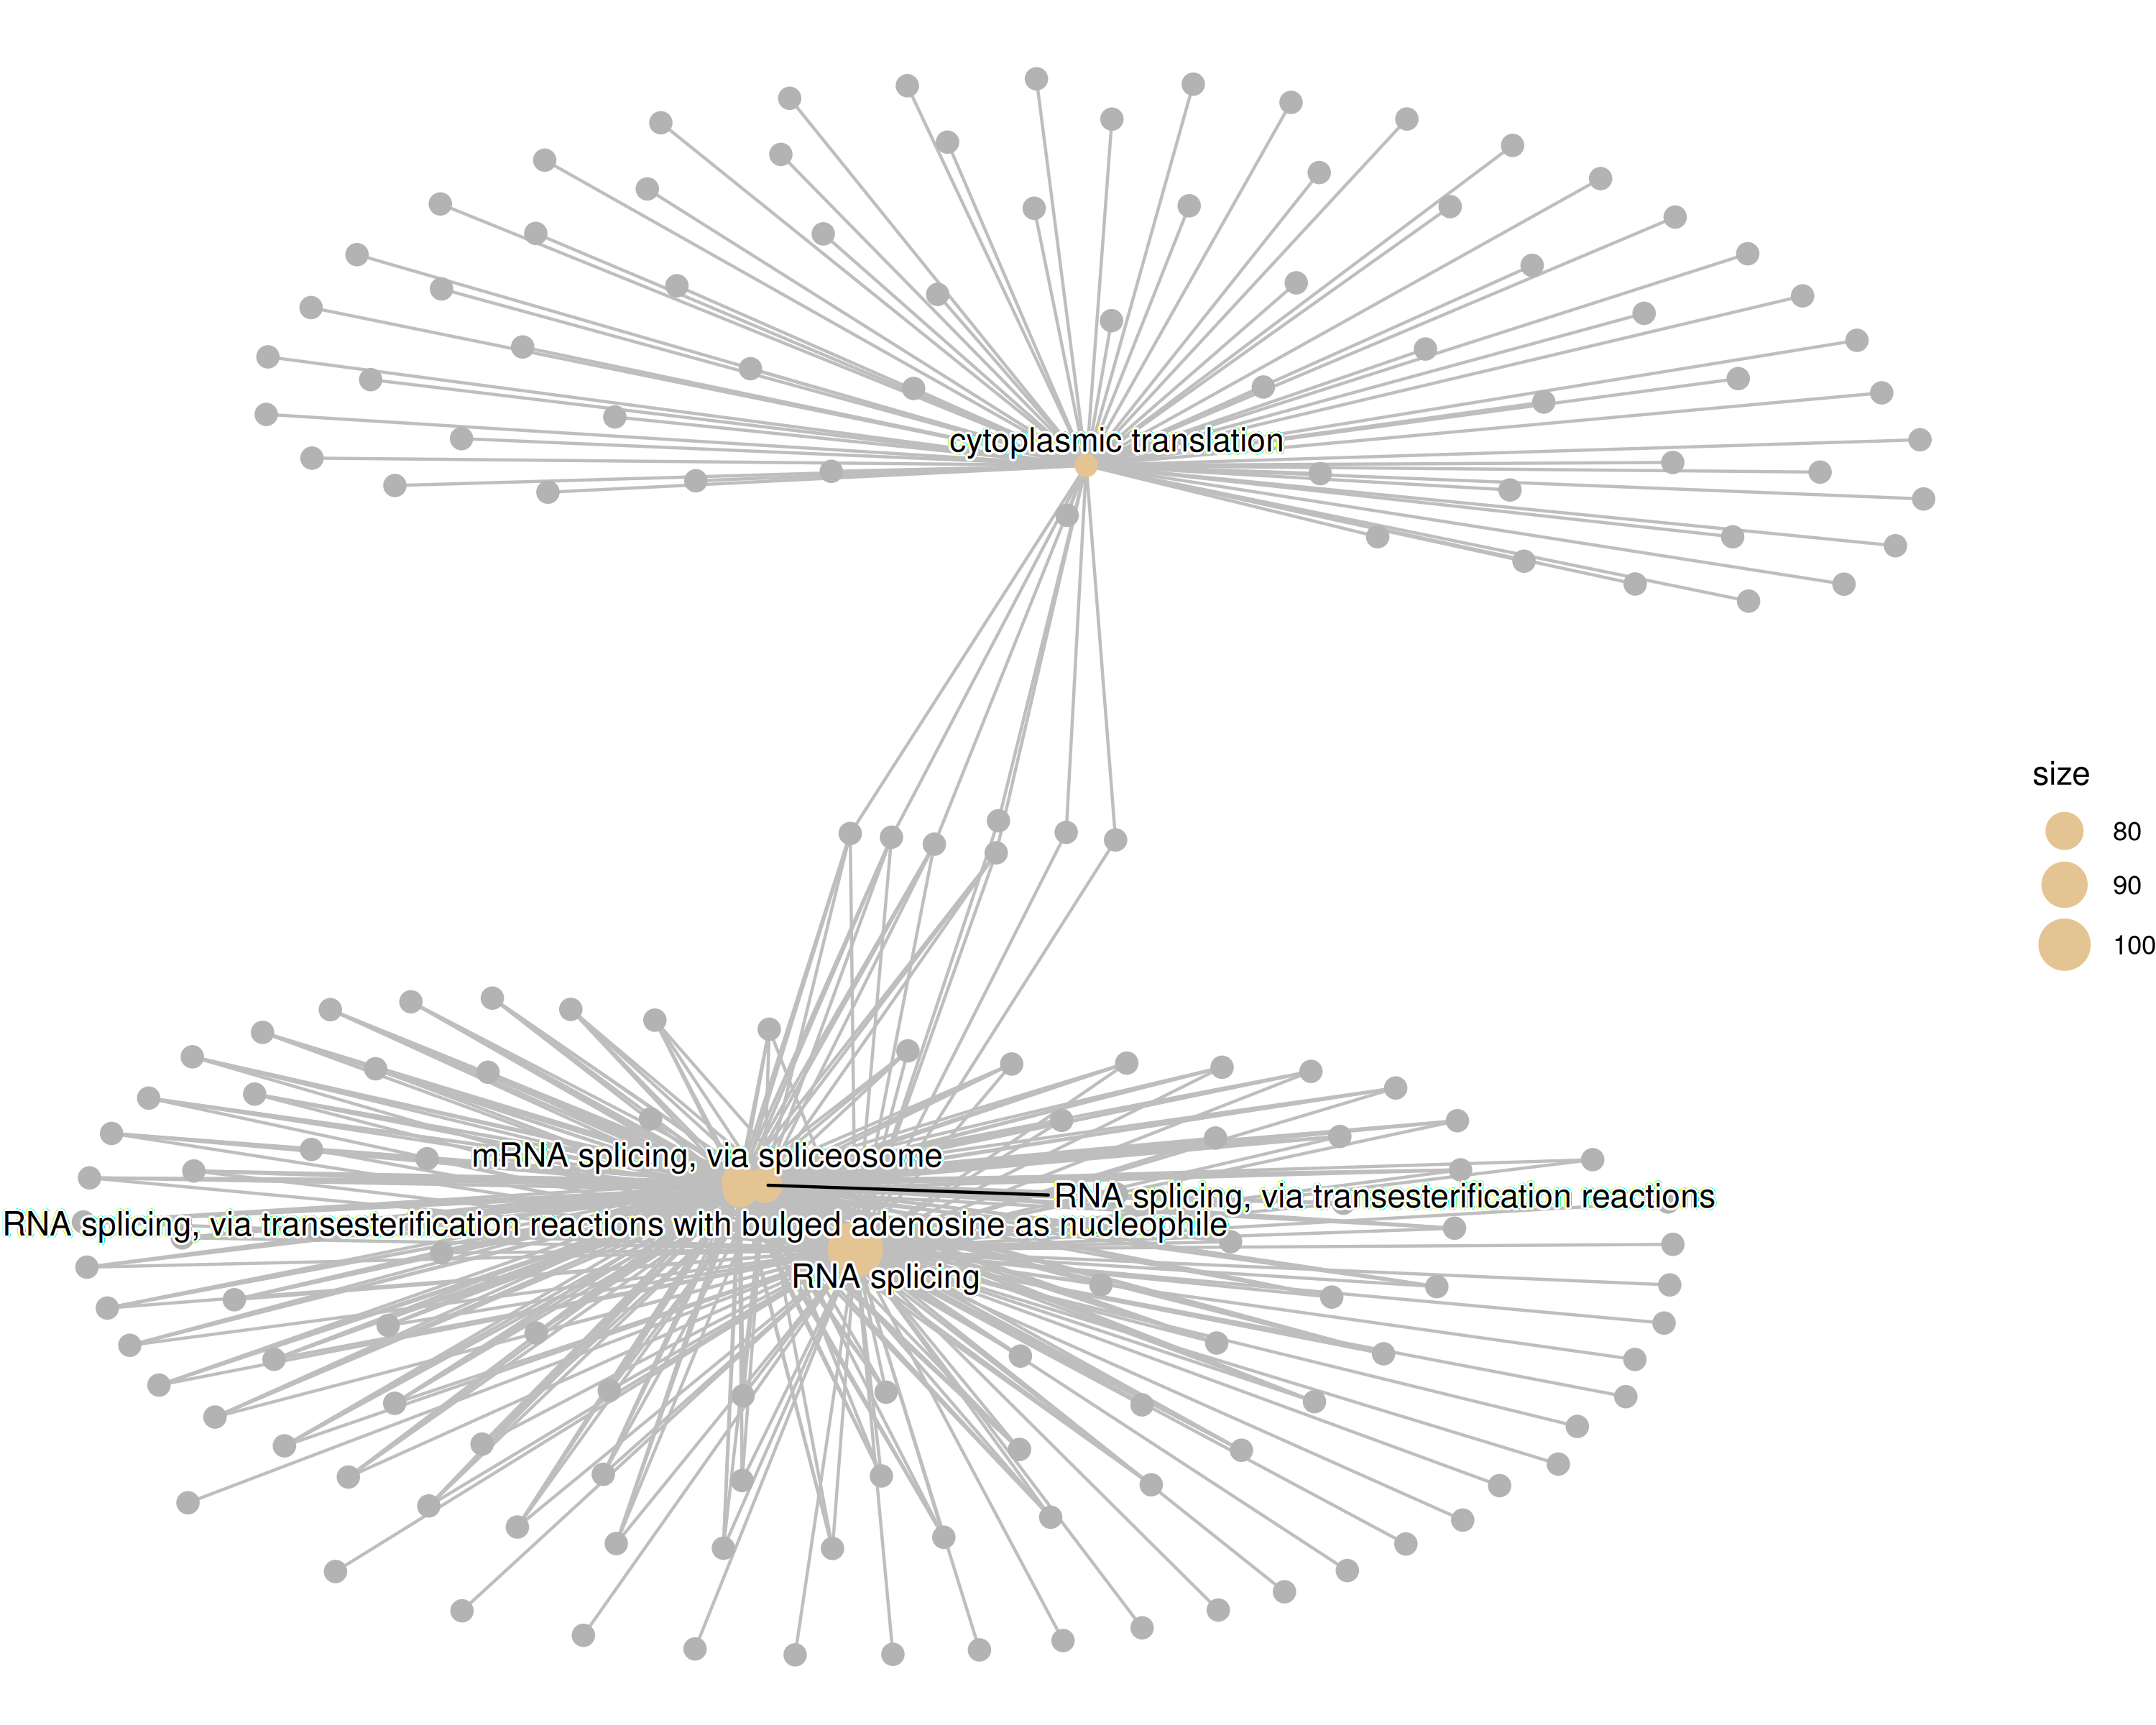 cytoplasmic translation
size
80
90
100
mRNA splicing, via spliceosome
RNA splicing, via transesterification reactions
RNA splicing, via transesterification reactions with bulged adenosine as nucleophile
RNA splicing